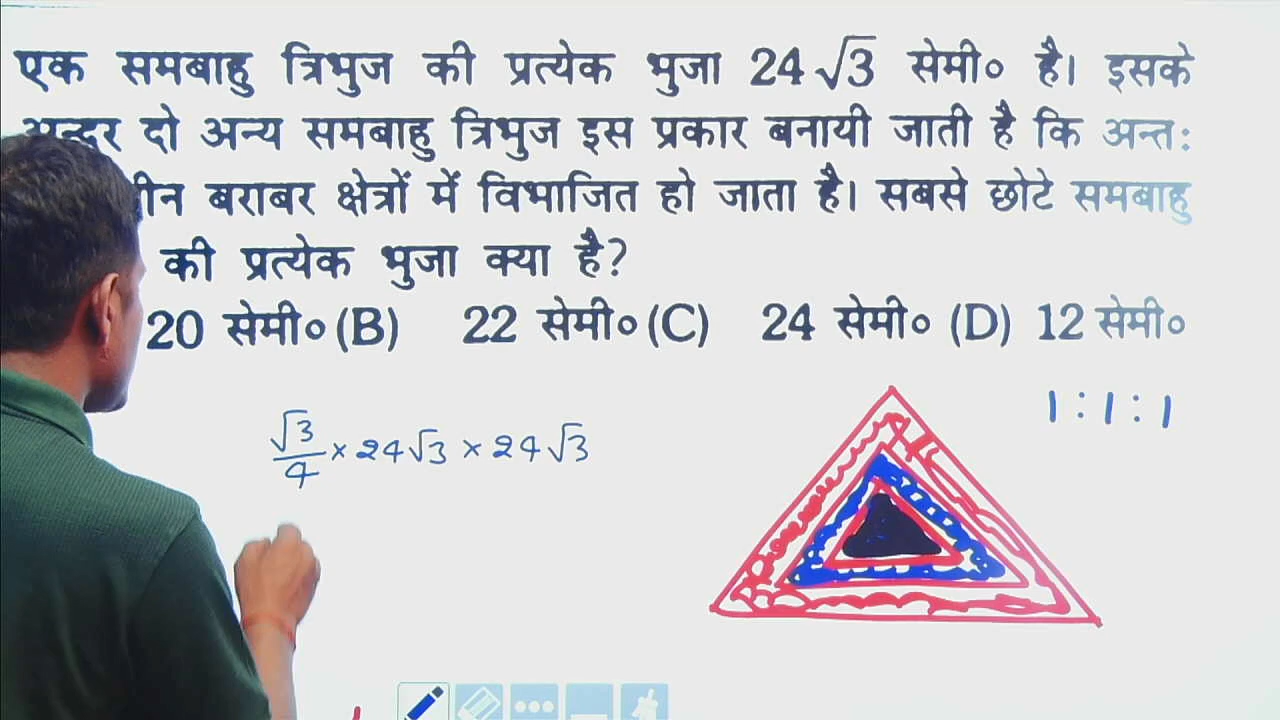 एक समबाहु त्रिभुज की प्रत्येक भुजा 24√3 सेमी० है। इसके
दो अन्य समबाहु त्रिभुज इस प्रकार बनायी जाती है कि अन्तः
बराबर क्षेत्रों में विभाजित हो जाता है। सबसे छोटे समबाहु
की प्रत्येक भुजा क्या है?
20 सेमी० (B) 22 सेमी० (C) 24 सेमी० (D) 12 सेमी०
1 : 1 : 1
√3/4 × 24√3 × 24√3